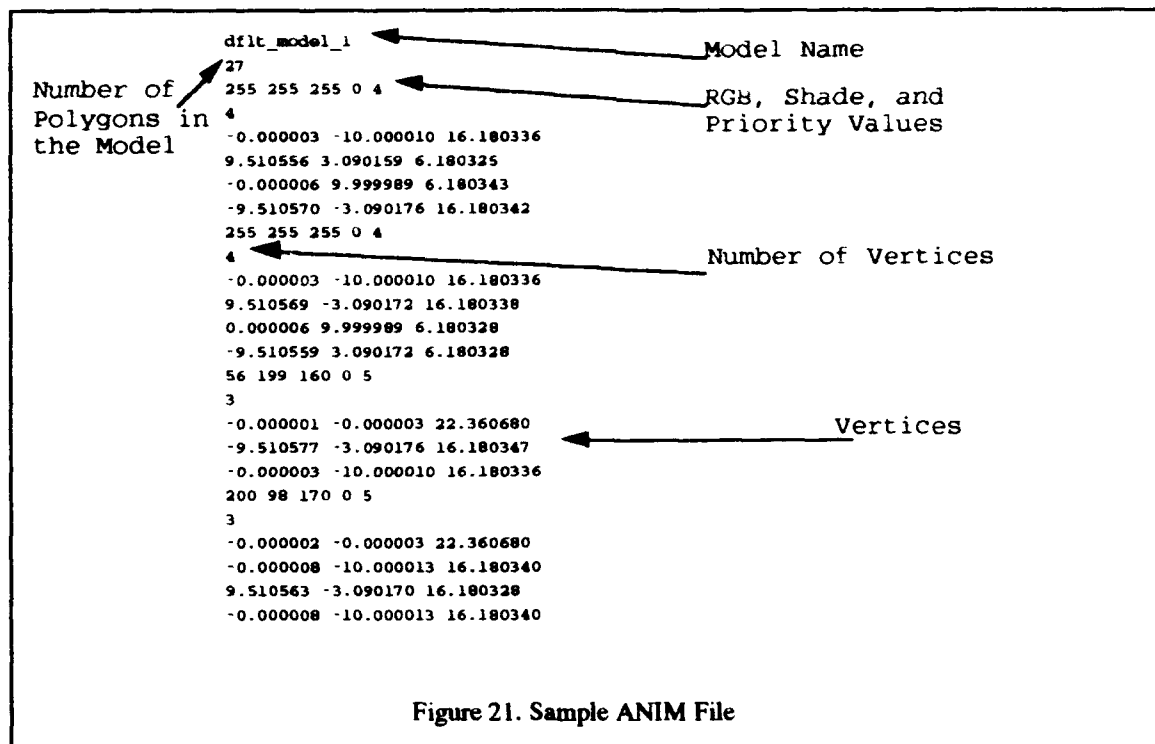 dflt_model_1
Model Name
27
Number of
Polygons in
the Model
255 255 255 0 4
RGB, Shade, and
Priority Values
4
-0.000003 -10.000010 16.180336
9.510556 3.090159 6.180325
-0.000006 9.999989 6.180343
-9.510570 -3.090176 16.180342
255 255 255 0 4
4
Number of Vertices
-0.000003 -10.000010 16.180336
9.510569 -3.090172 16.180338
0.000006 9.999989 6.180328
-9.510559 3.090172 6.180328
56 199 160 0 5
3
-0.000001 -0.000003 22.360680
-9.510577 -3.090176 16.180347
Vertices
-0.000003 -10.000010 16.180336
200 98 170 0 5
3
-0.000002 -0.000003 22.360680
-0.000008 -10.000013 16.180340
9.510563 -3.090170 16.180328
-0.000008 -10.000013 16.180340
Figure 21. Sample ANIM File